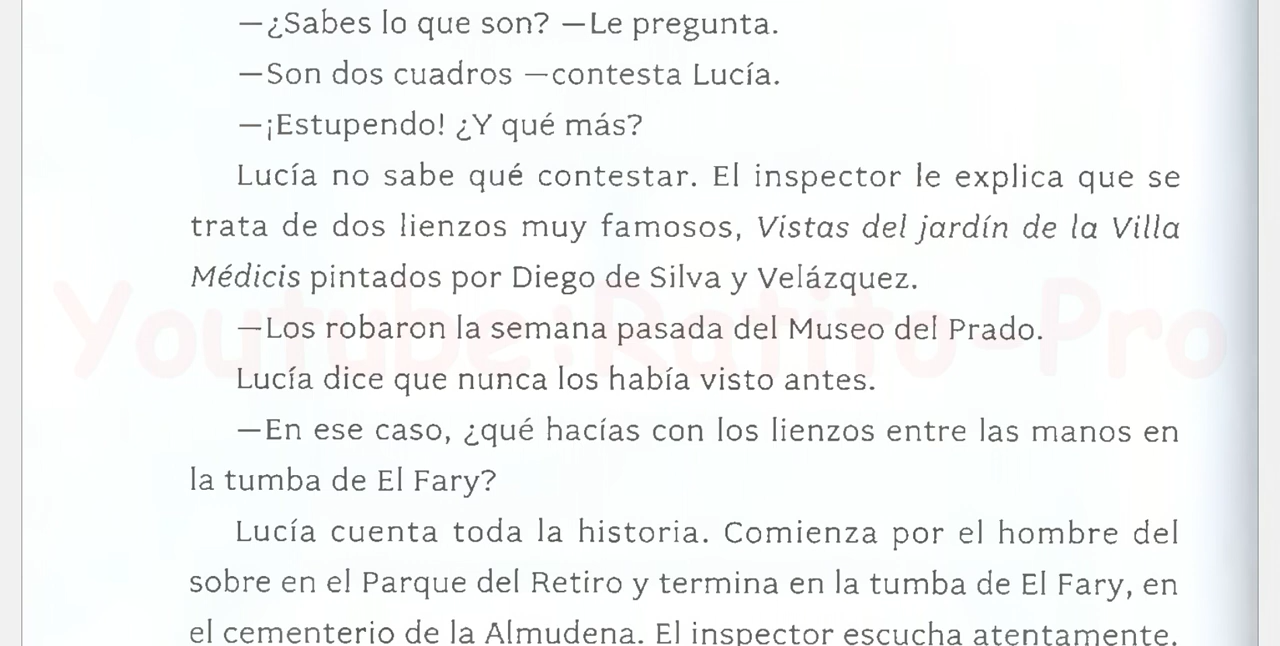 —¿Sabes lo que son? —Le pregunta.
—Son dos cuadros —contesta Lucía.
—¡Estupendo! ¿Y qué más?
Lucía no sabe qué contestar. El inspector le explica que se
trata de dos lienzos muy famosos, Vistas del jardín de la Villa
Médicis pintados por Diego de Silva y Velázquez.
Youtube:Ratito-Pro
—Los robaron la semana pasada del Museo del Prado.
Lucía dice que nunca los había visto antes.
—En ese caso, ¿qué hacías con los lienzos entre las manos en
la tumba de El Fary?
Lucía cuenta toda la historia. Comienza por el hombre del
sobre en el Parque del Retiro y termina en la tumba de El Fary, en
el cementerio de la Almudena. El inspector escucha atentamente.